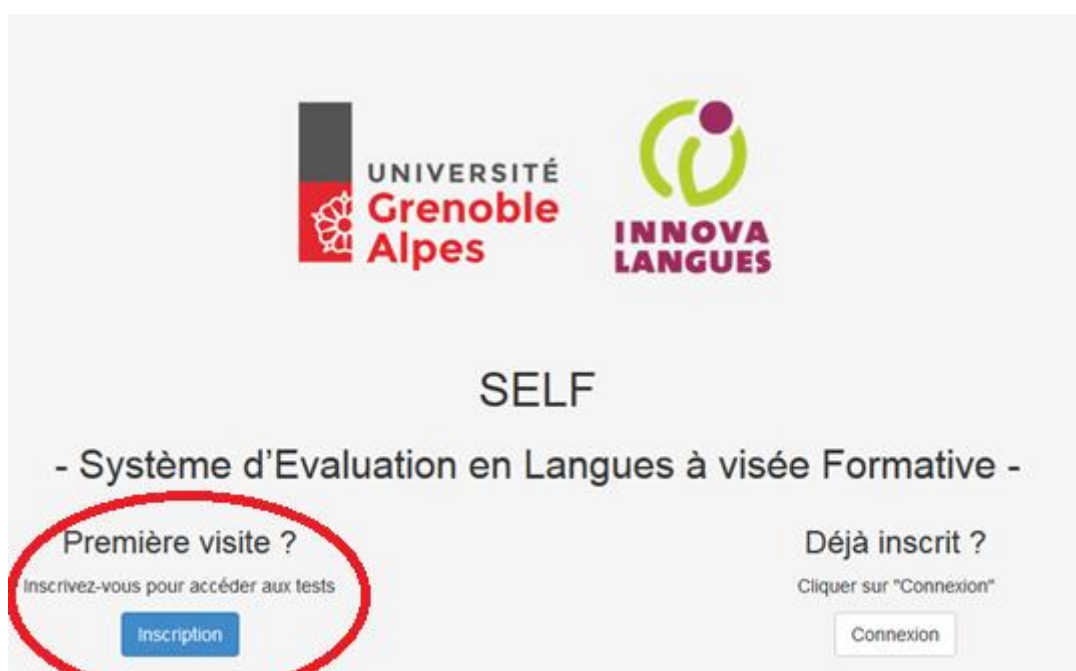 UNIVERSITÉ
Grenoble
Alpes
INNOVA
LANGUES
SELF
- Système d'Evaluation en Langues à visée Formative -
Première visite ?
Inscrivez-vous pour accéder aux tests
Inscription
Déjà inscrit ?
Cliquer sur "Connexion"
Connexion